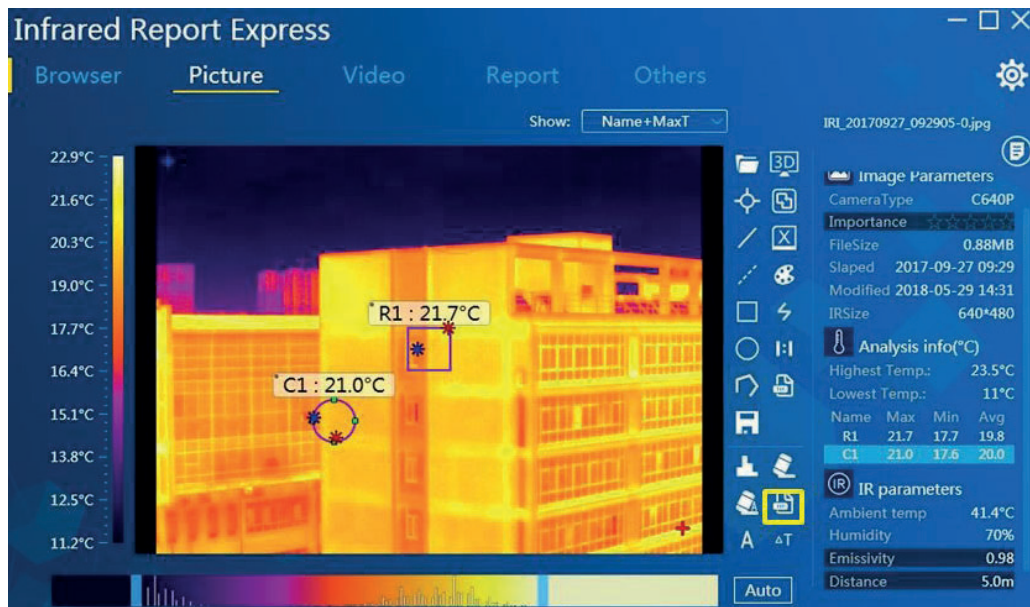 Infrared Report Express
Browser Picture Video Report Others
Show: Name+MaxT
IRI_20170927_092905-0.jpg
22.9°C
21.6°C
20.3°C
19.0°C
17.7°C
16.4°C
15.1°C
13.8°C
12.5°C
11.2°C
R1 : 21.7°C
C1 : 21.0°C
3D
X
1:1
A
A ▵T
Auto
Image Parameters
CameraType C640P
Importance
FileSize 0.88MB
Slaped 2017-09-27 09:29
Modified 2018-05-29 14:31
IRSize 640*480
Analysis info(°C)
Highest Temp.: 23.5°C
Lowest Temp.: 11°C
Name Max Min Avg
R1 21.7 17.7 19.8
C1 21.0 17.6 20.0
IR IR parameters
Ambient temp 41.4°C
Humidity 70%
Emissivity 0.98
Distance 5.0m